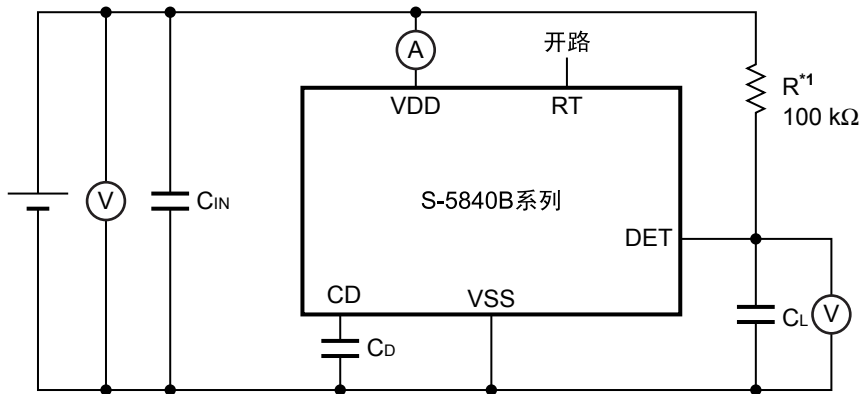 A
开路
VDD
RT
R*1
100 kΩ
V
CIN
S-5840B系列
DET
CD
VSS
CL
V
CD